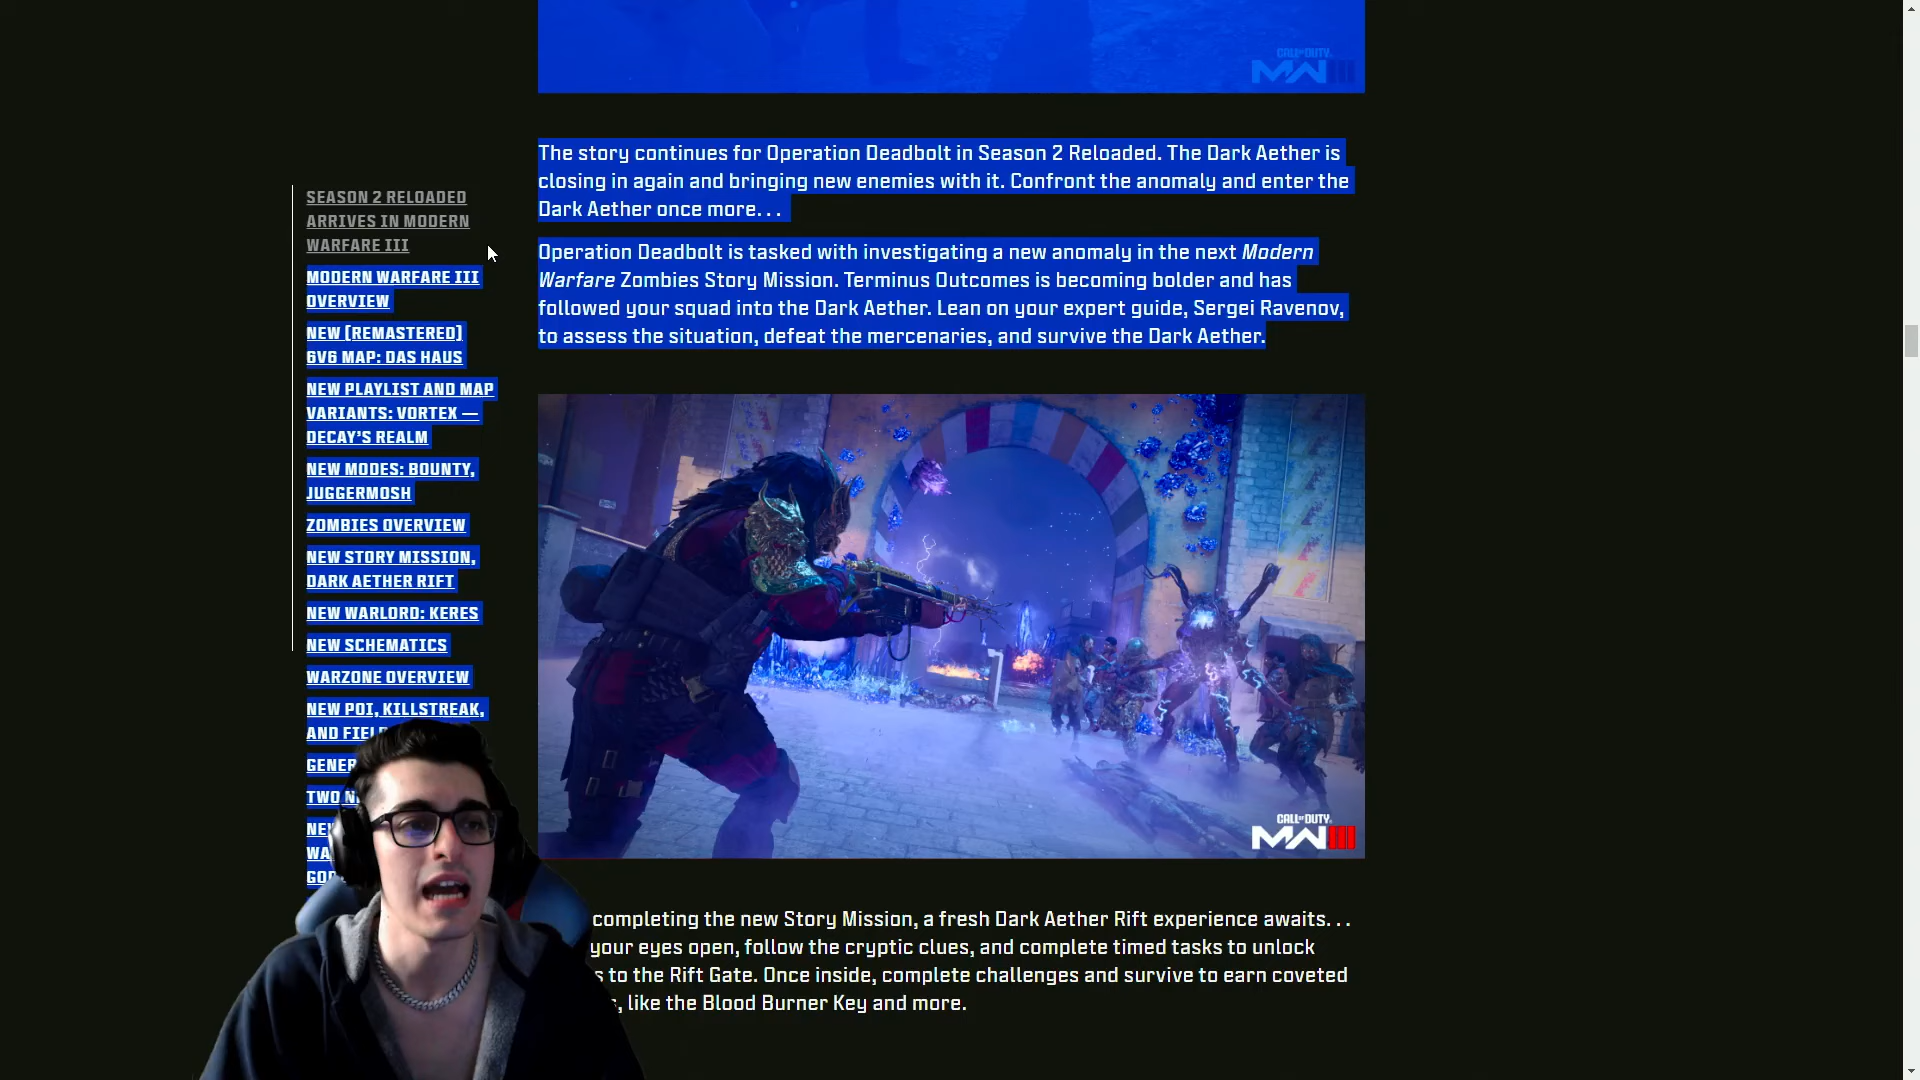 CALL OF DUTY
MWIII
The story continues for Operation Deadbolt in Season 2 Reloaded. The Dark Aether is
closing in again and bringing new enemies with it. Confront the anomaly and enter the
Dark Aether once more...
Operation Deadbolt is tasked with investigating a new anomaly in the next Modern
Warfare Zombies Story Mission. Terminus Outcomes is becoming bolder and has
followed your squad into the Dark Aether. Lean on your expert guide, Sergei Ravenov,
to assess the situation, defeat the mercenaries, and survive the Dark Aether.
SEASON 2 RELOADED
ARRIVES IN MODERN
WARFARE III
MODERN WARFARE III
OVERVIEW
NEW [REMASTERED]
6V6 MAP: DAS HAUS
NEW PLAYLIST AND MAP
VARIANTS: VORTEX —
DECAY'S REALM
NEW MODES: BOUNTY,
JUGGERMOSH
ZOMBIES OVERVIEW
NEW STORY MISSION,
DARK AETHER RIFT
NEW WARLORD: KERES
NEW SCHEMATICS
WARZONE OVERVIEW
NEW POI, KILLSTREAK,
AND
TWO
CALL OF DUTY
MWIII
completing the new Story Mission, a fresh Dark Aether Rift experience awaits...
your eyes open, follow the cryptic clues, and complete timed tasks to unlock
to the Rift Gate. Once inside, complete challenges and survive to earn coveted
like the Blood Burner Key and more.